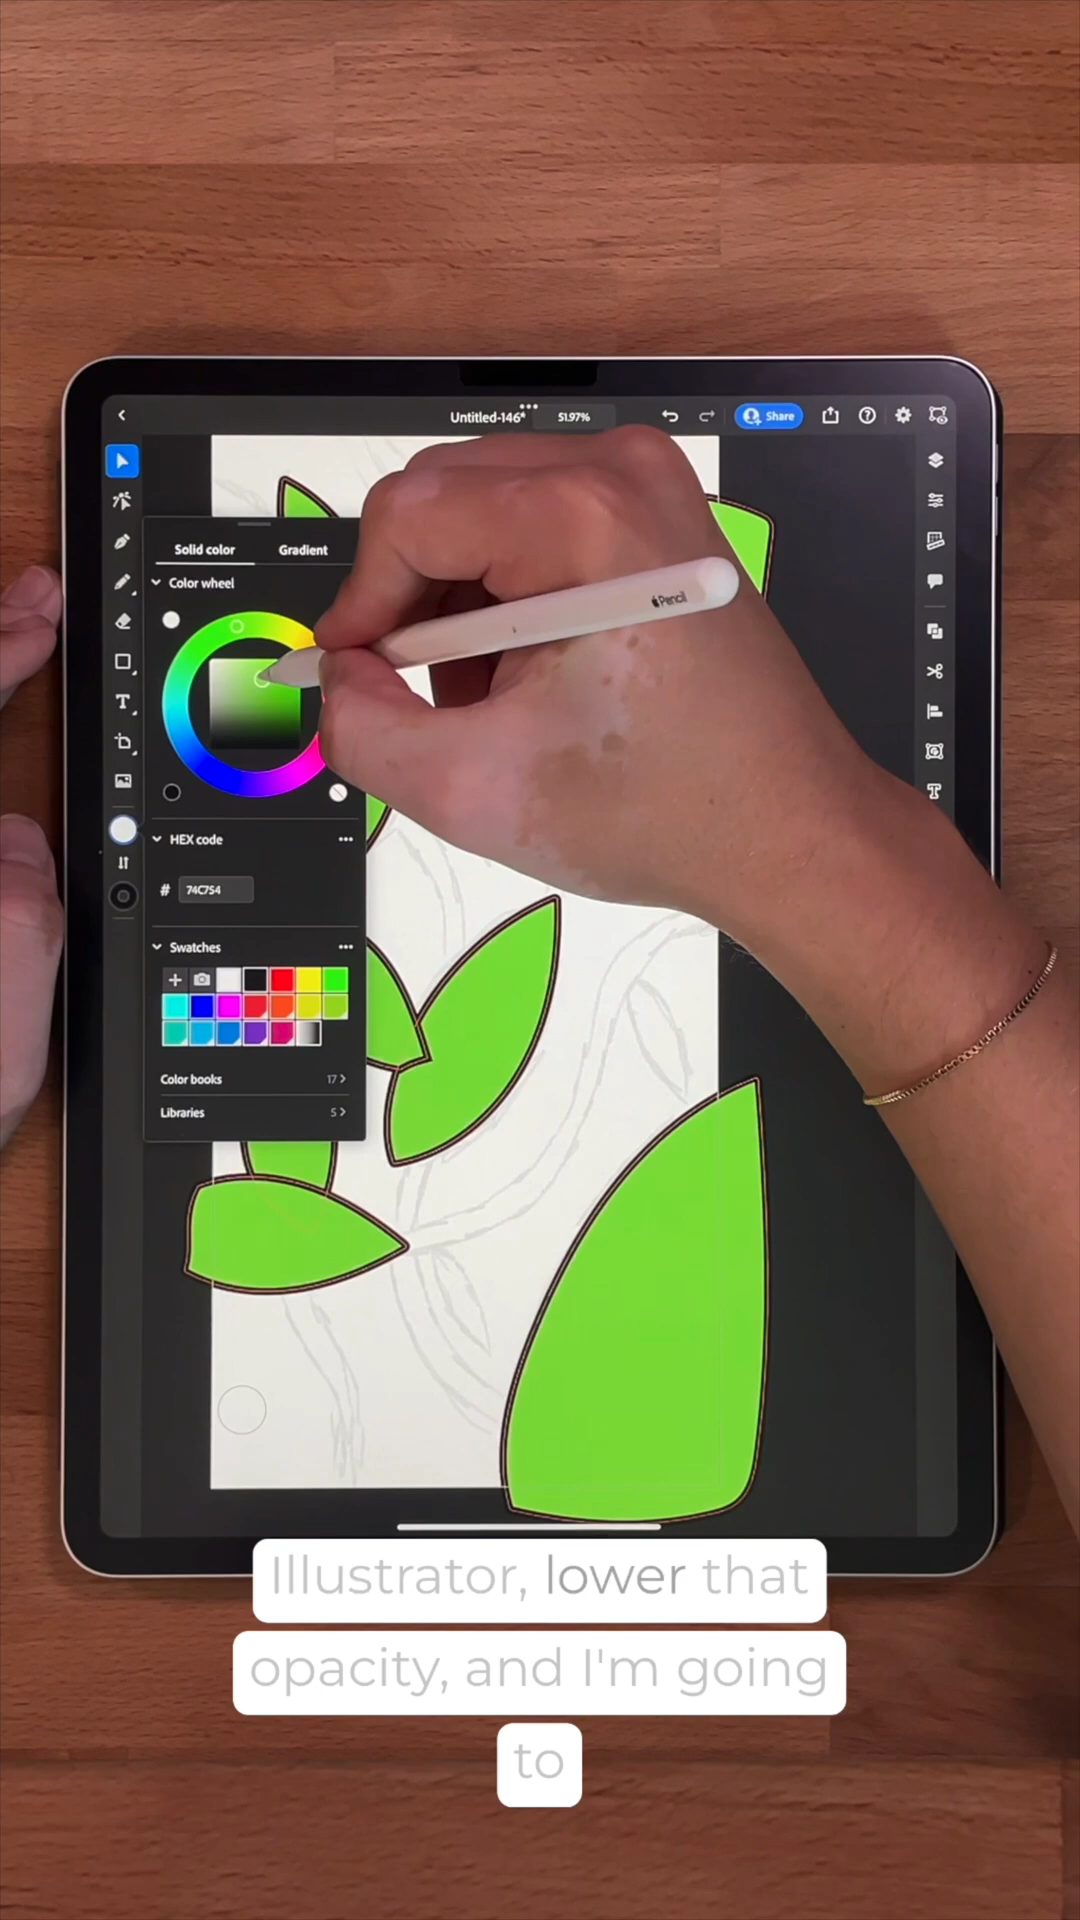 Untitled-146*
51.97%
Share
Solid color
Gradient
Color wheel
Pencil
HEX code
# 74C754
Swatches
Color books
17
Libraries
5
Illustrator, lower that
opacity, and I'm going
to